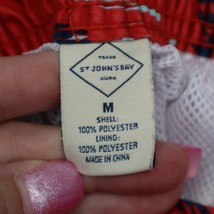 TRADE
ST JOHN'S BAY
MARK
M
SHELL:
100% POLYESTER
LINING:
100% POLYESTER
MADE IN CHINA